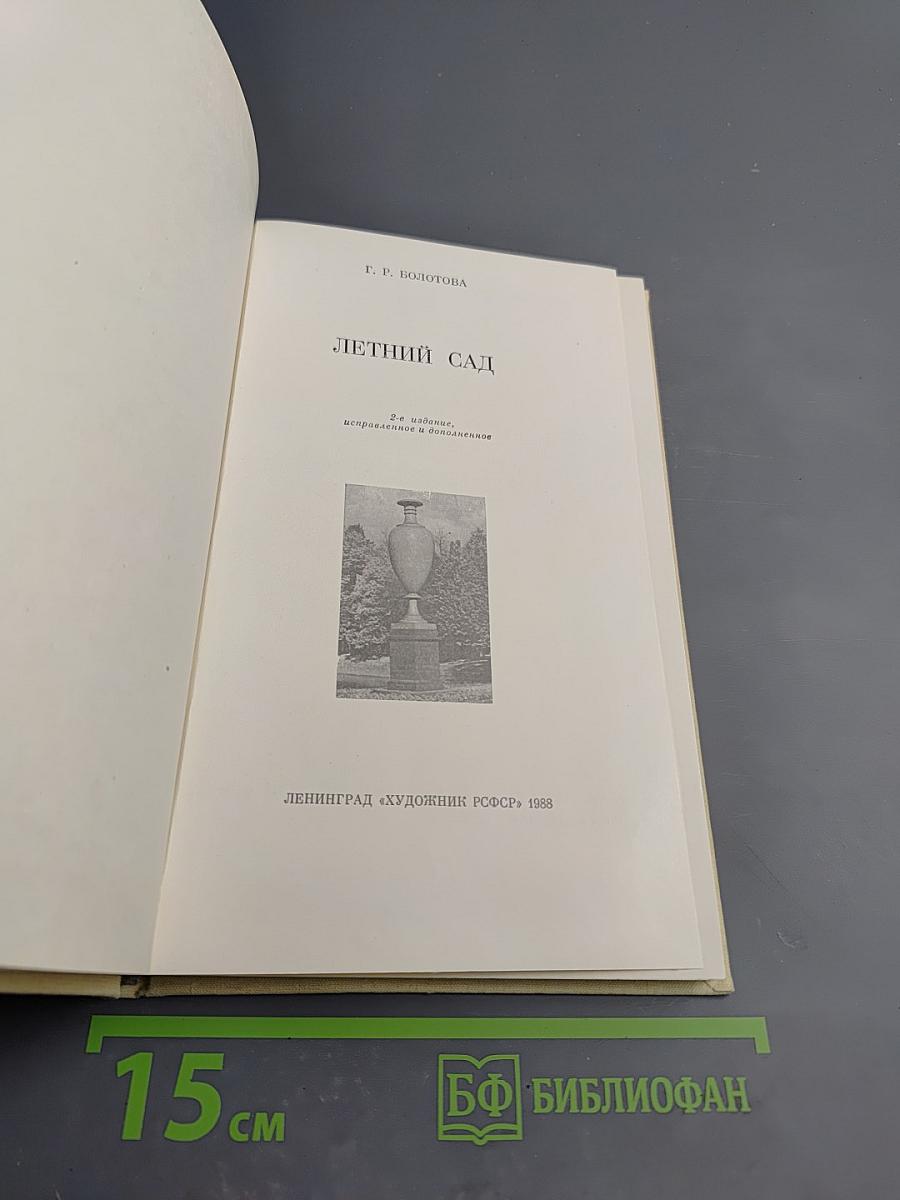 Г. Р. БОЛОТОВА
ЛЕТНИЙ САД
2-е издание,
исправленное и дополненное
ЛЕНИНГРАД «ХУДОЖНИК РСФСР» 1988
15 см
БФ БИБЛИОФАН